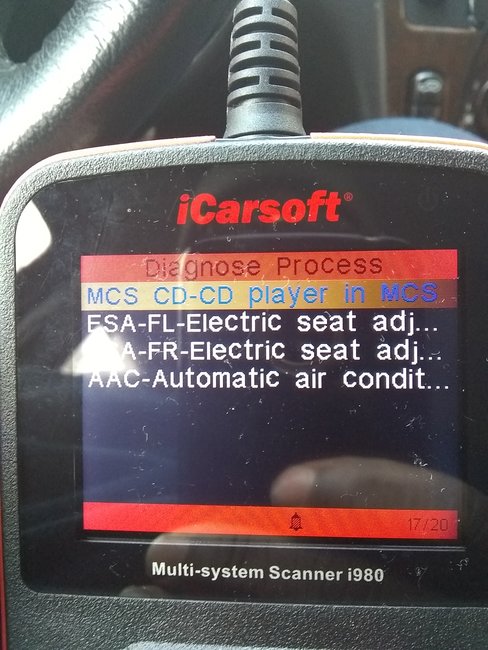 iCarsoft®
Diagnose Process
MCS CD-CD player in MCS
ESA-FL-Electric seat adj...
ESA-FR-Electric seat adj...
AAC-Automatic air condit...
17/20
Multi-system Scanner i980